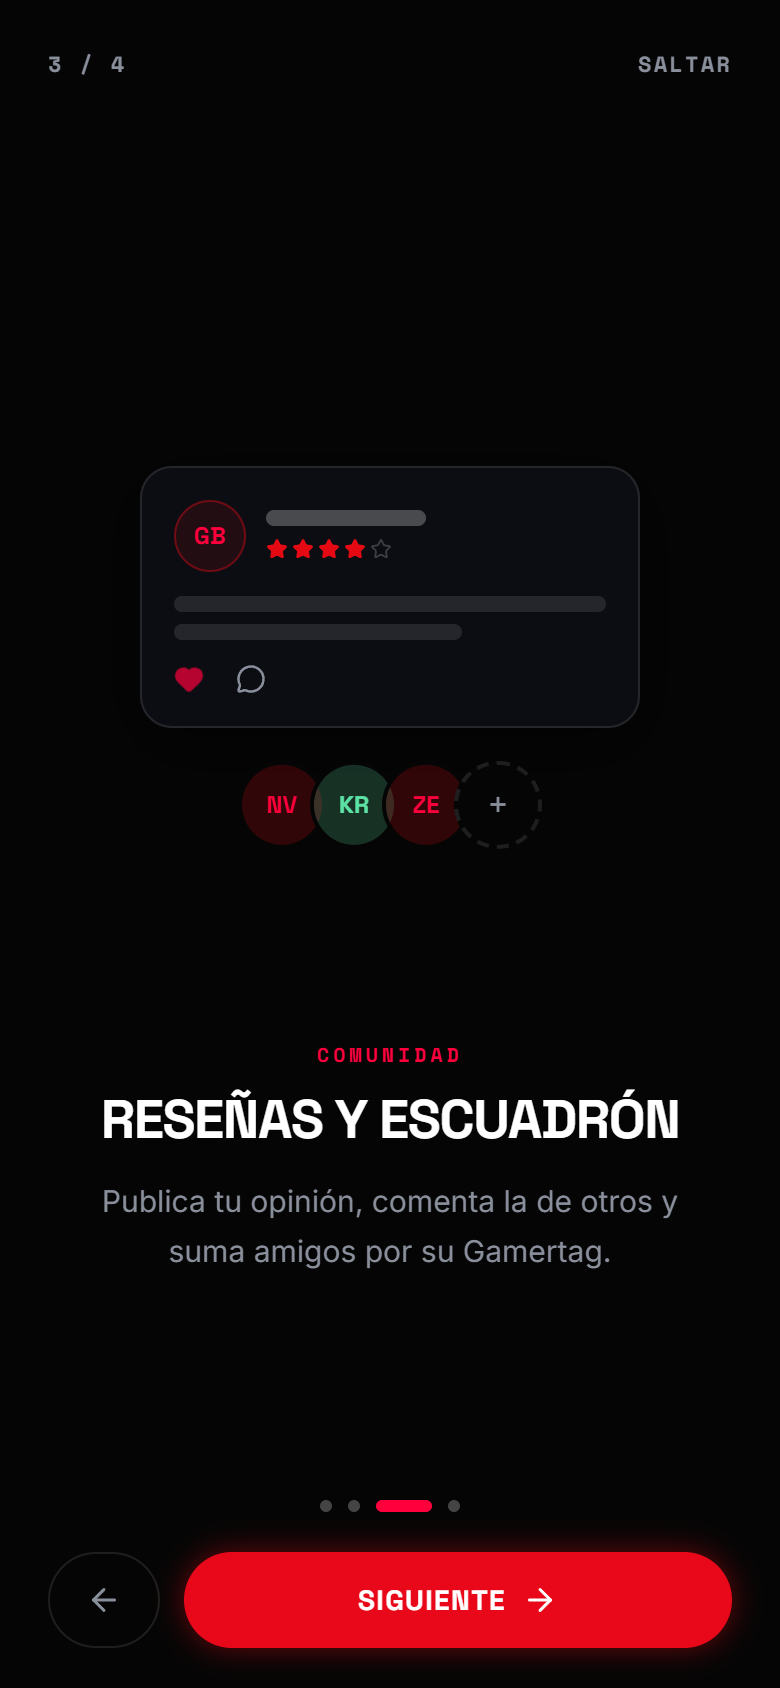 3 / 4
SALTAR
GB
NV
KR
ZE
+
COMUNIDAD
RESEÑAS Y ESCUADRÓN
Publica tu opinión, comenta la de otros y
suma amigos por su Gamertag.
SIGUIENTE